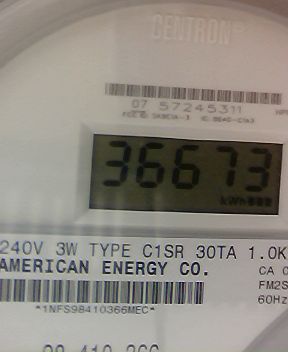 CENTRON®
07 57245311
36673
kWh
240V 3W TYPE C1SR 30TA 1.0K
AMERICAN ENERGY CO.
CA 0
FM2S
60Hz
*1NFS98410366MEC*